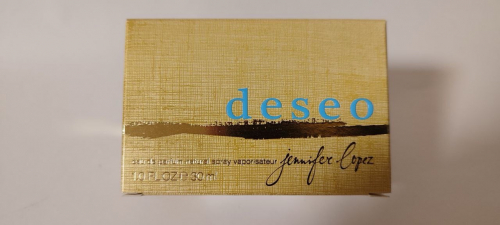 deseo
natural spray vaporisateur
jennifer lopez
1.0 FL.OZ. 30ml